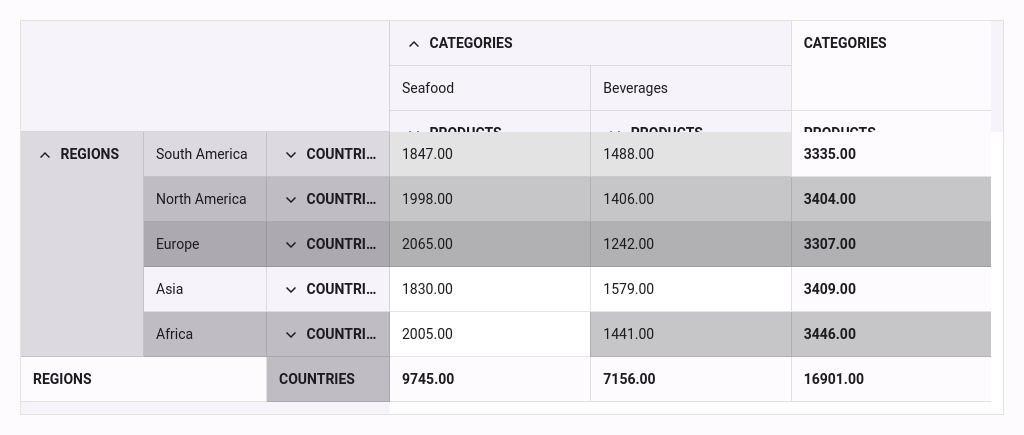 CATEGORIES CATEGORIES
Seafood Beverages
PRODUCTS PRODUCTS PRODUCTS
REGIONS South America COUNTRI... 1847.00 1488.00 3335.00
North America COUNTRI... 1998.00 1406.00 3404.00
Europe COUNTRI... 2065.00 1242.00 3307.00
Asia COUNTRI... 1830.00 1579.00 3409.00
Africa COUNTRI... 2005.00 1441.00 3446.00
REGIONS COUNTRIES 9745.00 7156.00 16901.00